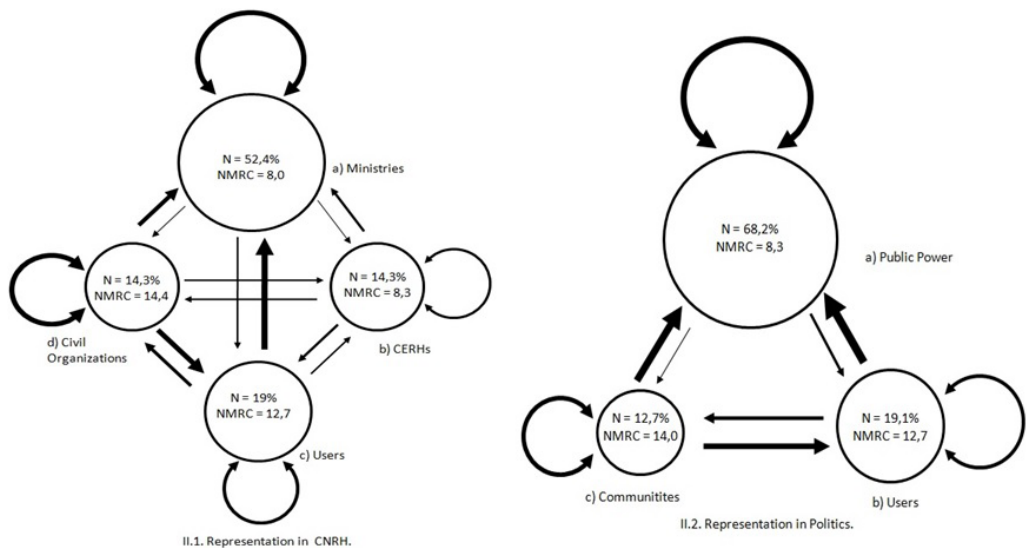 N = 52,4%
NMRC = 8,0
a) Ministries
N = 14,3%
NMRC = 14,4
d) Civil
Organizations
N = 14,3%
NMRC = 8,3
b) CERHs
N = 19%
NMRC = 12,7
c) Users
II.1. Representation in CNRH.
N = 68,2%
NMRC = 8,3
a) Public Power
N = 12,7%
NMRC = 14,0
c) Communitites
N = 19,1%
NMRC = 12,7
b) Users
II.2. Representation in Politics.